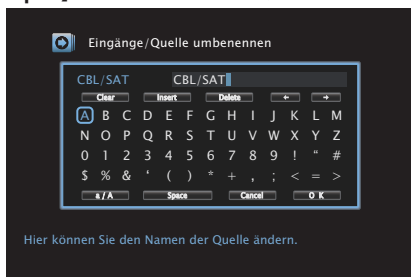 Eingänge/Quelle umbenennen
CBL/SAT CBL/SAT
Clear Insert Delete ← →
A B C D E F G H I J K L M
N O P Q R S T U V W X Y Z
0 1 2 3 4 5 6 7 8 9 ! “ #
$ % & ‘ ( ) * + , ; < = >
a / A Space Cancel O K
Hier können Sie den Namen der Quelle ändern.